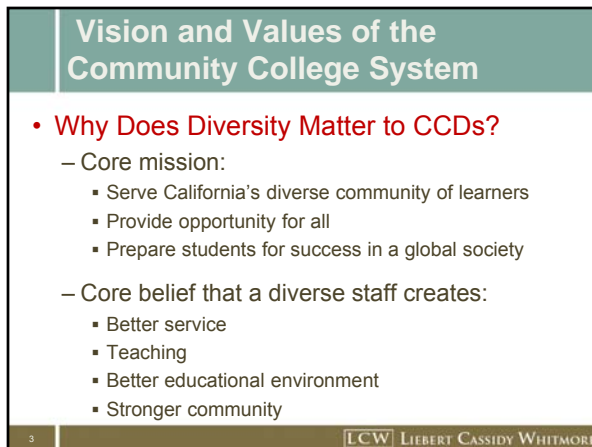 Vision and Values of the
Community College System
• Why Does Diversity Matter to CCDs?
– Core mission:
▪ Serve California's diverse community of learners
▪ Provide opportunity for all
▪ Prepare students for success in a global society
– Core belief that a diverse staff creates:
▪ Better service
▪ Teaching
▪ Better educational environment
▪ Stronger community
3
LCW LIEBERT CASSIDY WHITMORE